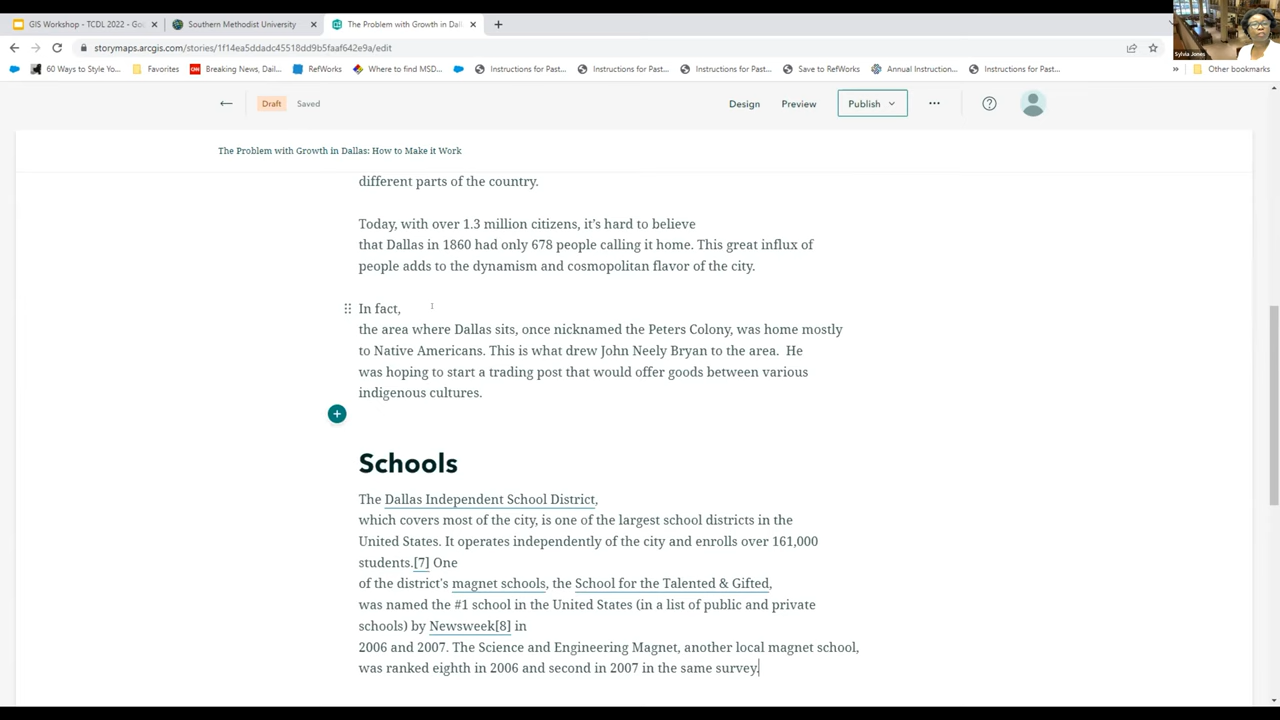 GIS Workshop - TCDL 2022 - Goo
Southern Methodist University
The Problem with Growth in Dall
storymaps.arcgis.com/stories/1f14ea5ddadc45518dd9b5faaf642e9a/edit
Sylvia Jones
60 Ways to Style Yo...
Favorites
CNN
Breaking News, Dail...
RefWorks
Where to find MSD...
Instructions for Past...
Instructions for Past...
Instructions for Past...
Save to RefWorks
Annual Instruction...
Instructions for Past...
»
Other bookmarks
Draft
Saved
Design
Preview
Publish
The Problem with Growth in Dallas: How to Make it Work
different parts of the country.
Today, with over 1.3 million citizens, it's hard to believe
that Dallas in 1860 had only 678 people calling it home. This great influx of
people adds to the dynamism and cosmopolitan flavor of the city.
In fact,
the area where Dallas sits, once nicknamed the Peters Colony, was home mostly
to Native Americans. This is what drew John Neely Bryan to the area.  He
was hoping to start a trading post that would offer goods between various
indigenous cultures.
Schools
The Dallas Independent School District,
which covers most of the city, is one of the largest school districts in the
United States. It operates independently of the city and enrolls over 161,000
students.[7] One
of the district's magnet schools, the School for the Talented & Gifted,
was named the #1 school in the United States (in a list of public and private
schools) by Newsweek[8] in
2006 and 2007. The Science and Engineering Magnet, another local magnet school,
was ranked eighth in 2006 and second in 2007 in the same survey.